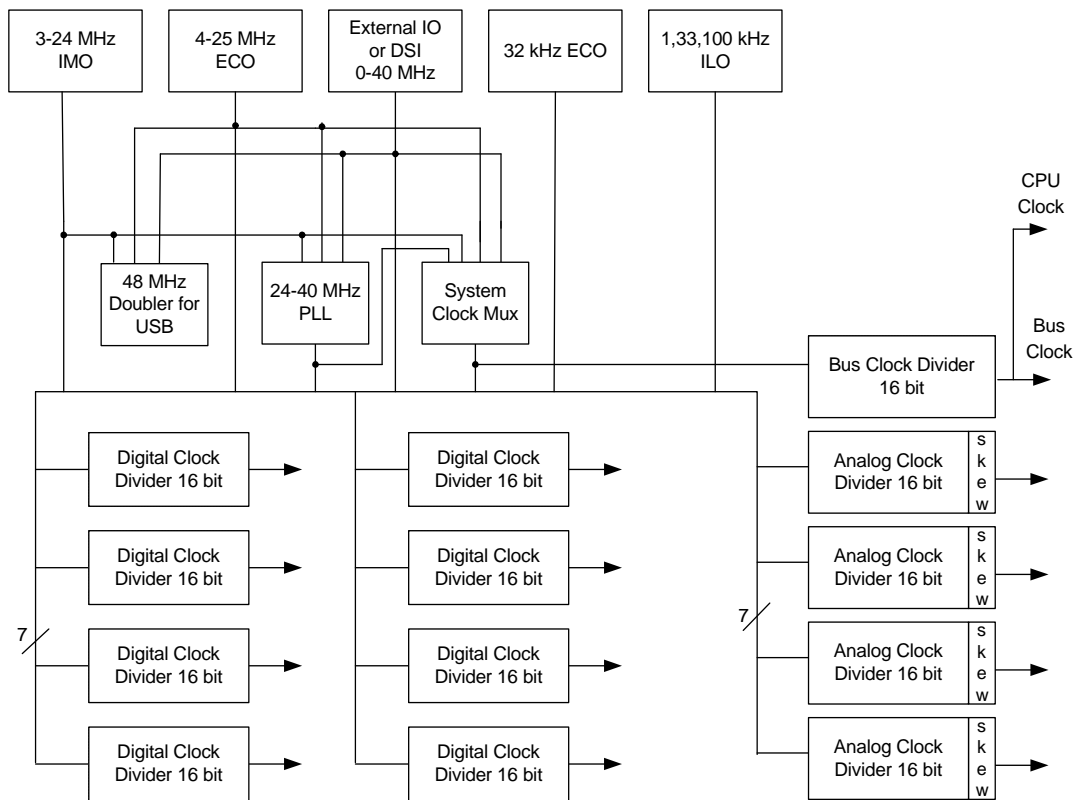 3-24 MHz
IMO
4-25 MHz
ECO
External IO
or DSI
0-40 MHz
32 kHz ECO
1,33,100 kHz
ILO
CPU
Clock
48 MHz
Doubler for
USB
24-40 MHz
PLL
System
Clock Mux
Bus
Clock
Bus Clock Divider
16 bit
Digital Clock
Divider 16 bit
Digital Clock
Divider 16 bit
Analog Clock
Divider 16 bit
s
k
e
w
Digital Clock
Divider 16 bit
Digital Clock
Divider 16 bit
Analog Clock
Divider 16 bit
s
k
e
w
7
7
Digital Clock
Divider 16 bit
Digital Clock
Divider 16 bit
Analog Clock
Divider 16 bit
s
k
e
w
Digital Clock
Divider 16 bit
Digital Clock
Divider 16 bit
Analog Clock
Divider 16 bit
s
k
e
w